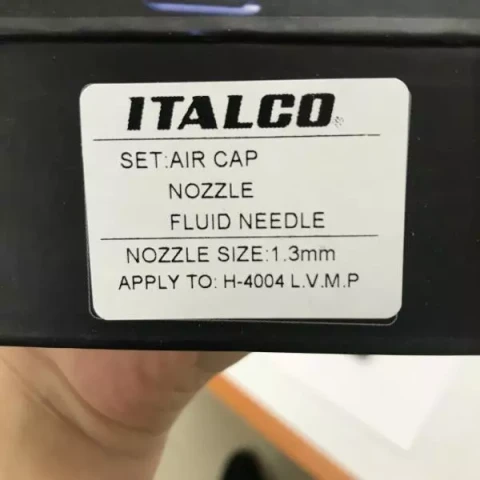 ITALCO®
SET:AIR CAP
NOZZLE
FLUID NEEDLE
NOZZLE SIZE:1.3mm
APPLY TO: H-4004 L.V.M.P